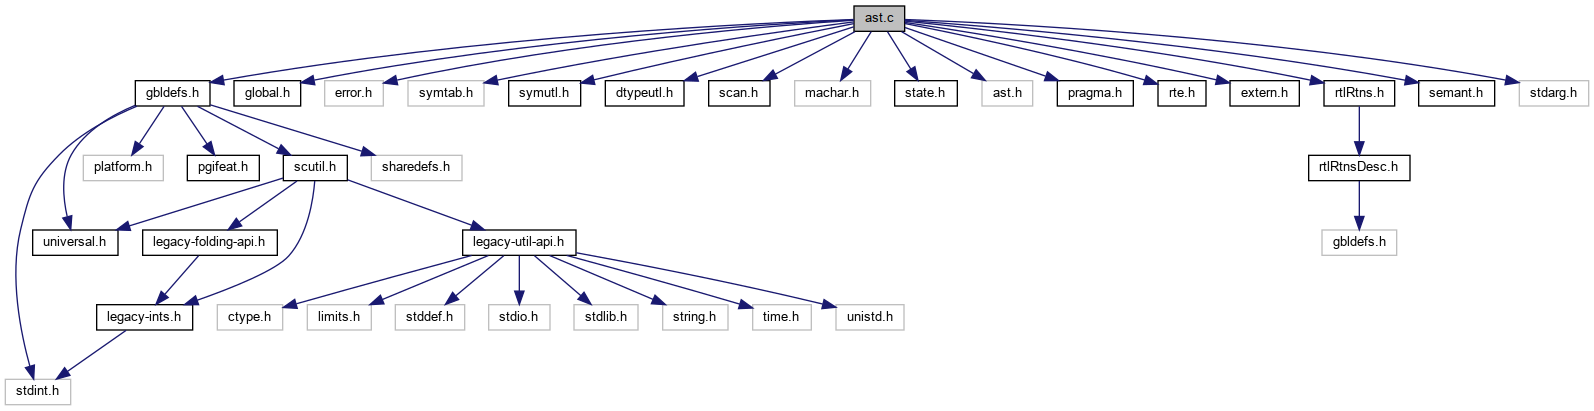 ast.c
gbldefs.h
global.h
error.h
symtab.h
symutl.h
dtypeutl.h
scan.h
machar.h
state.h
ast.h
pragma.h
rte.h
extern.h
rtlRtns.h
semant.h
stdarg.h
platform.h
pgifeat.h
scutil.h
sharedefs.h
rtlRtnsDesc.h
universal.h
legacy-folding-api.h
legacy-util-api.h
gbldefs.h
legacy-ints.h
ctype.h
limits.h
stddef.h
stdio.h
stdlib.h
string.h
time.h
unistd.h
stdint.h